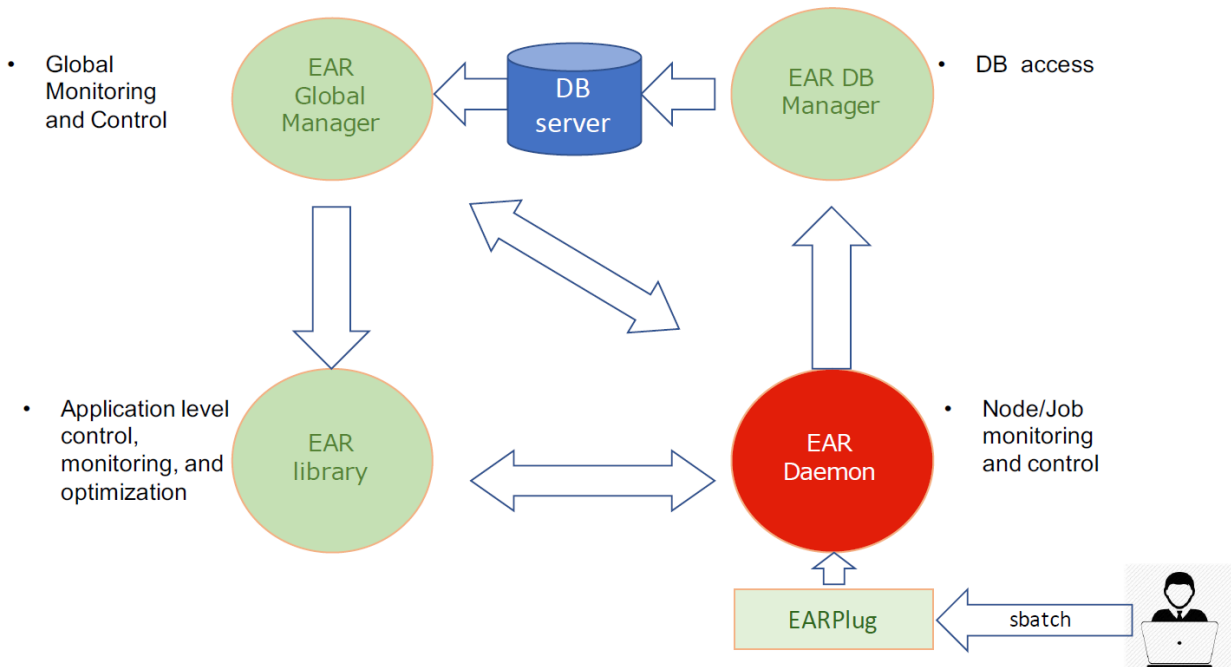 • Global
Monitoring
and Control
EAR
Global
Manager
DB
server
EAR DB
Manager
• DB access
• Application level
control,
monitoring, and
optimization
EAR
library
EAR
Daemon
• Node/Job
monitoring
and control
EARPlug
sbatch